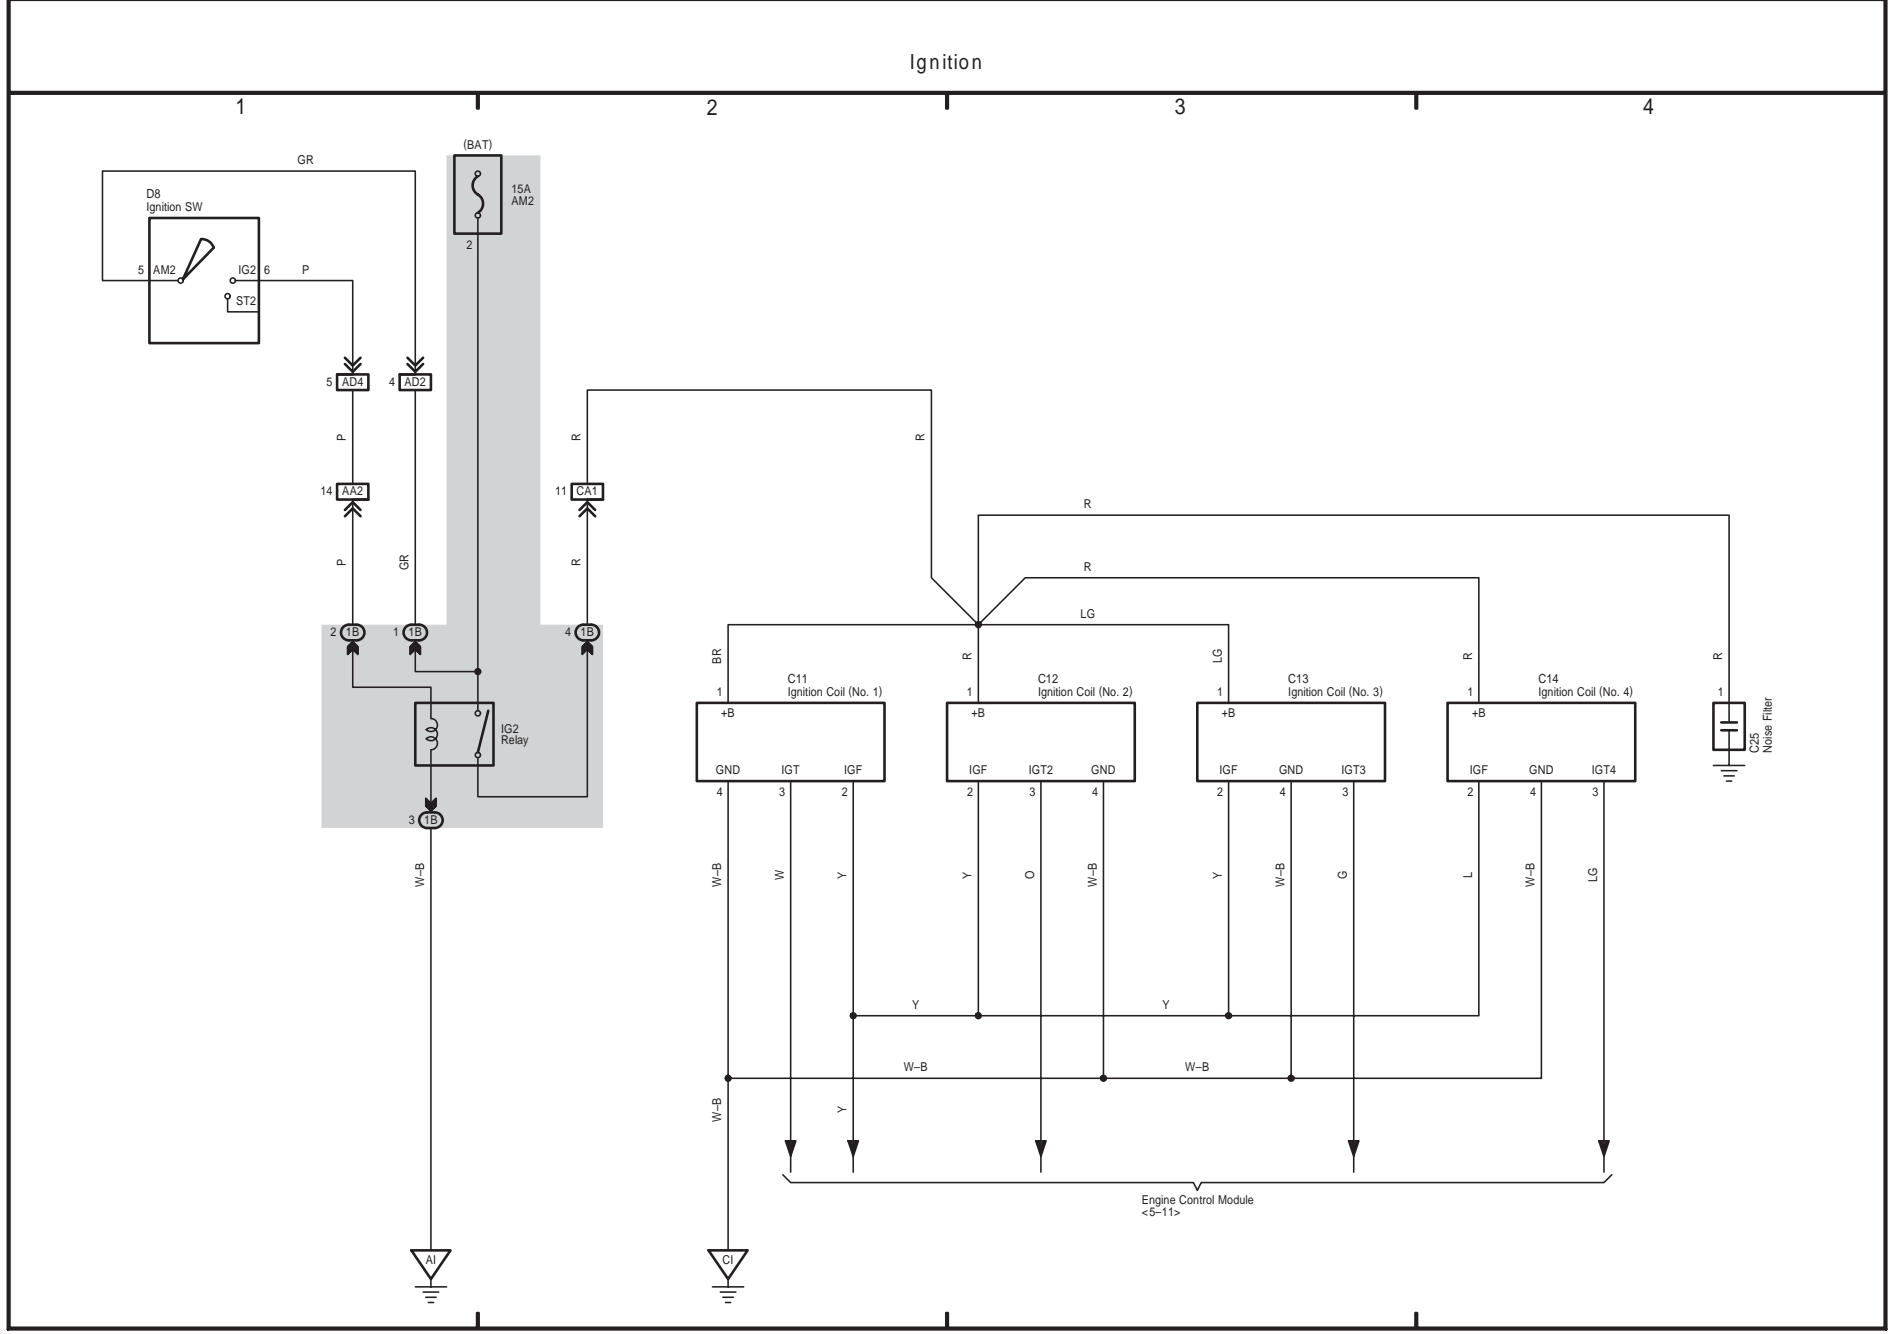 Ignition
1
2
3
4
(BAT)
GR
15A
AM2
2
D8
Ignition SW
5
AM2
IG2
6
P
ST2
5
AD4
4
AD2
P
R
R
14
AA2
11
CA1
R
P
GR
R
R
2
1B
1
1B
4
1B
LG
BR
R
LG
R
R
C11
Ignition Coil (No. 1)
C12
Ignition Coil (No. 2)
C13
Ignition Coil (No. 3)
C14
Ignition Coil (No. 4)
1
1
1
1
1
+B
+B
+B
+B
IG2
Relay
C25
Noise Filter
GND
IGT
IGF
IGF
IGT2
GND
IGF
GND
IGT3
IGF
GND
IGT4
4
3
2
2
3
4
2
4
3
2
4
3
3
1B
W–B
W–B
W
Y
Y
O
W–B
Y
W–B
G
L
W–B
LG
Y
Y
W–B
W–B
W–B
Y
Engine Control Module
<5–11>
AI
CI